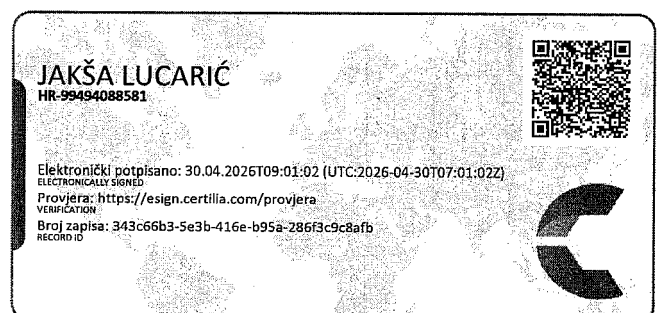 JAKŠA LUCARIĆ
HR-99494088581
Elektronički potpisano: 30.04.2026T09:01:02 (UTC:2026-04-30T07:01:02Z)
ELECTRONICALLY SIGNED
Provjera: https://esign.certilia.com/provjera
VERIFICATION
Broj zapisa: 343c66b3-5e3b-416e-b95a-286f3c9c8afb
RECORD ID